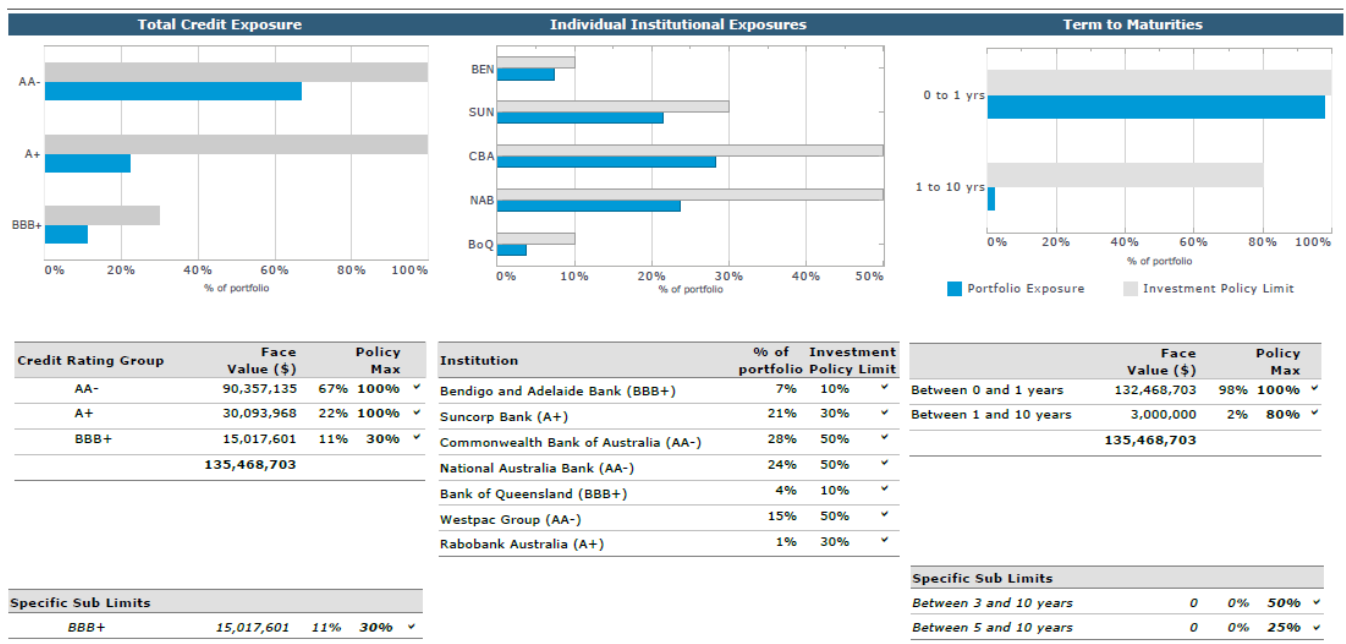 Total Credit Exposure
AA-
A+
BBB+
0% 20% 40% 60% 80% 100%
% of portfolio
Individual Institutional Exposures
BEN
SUN
CBA
NAB
BoQ
0% 10% 20% 30% 40% 50%
% of portfolio
Term to Maturities
0 to 1 yrs
1 to 10 yrs
0% 20% 40% 60% 80% 100%
% of portfolio
Portfolio Exposure Investment Policy Limit
Credit Rating Group Face Value ($) Policy Max
AA- 90,357,135 67% 100% ✓
A+ 30,093,968 22% 100% ✓
BBB+ 15,017,601 11% 30% ✓
135,468,703
Specific Sub Limits
BBB+ 15,017,601 11% 30% ✓
Institution % of portfolio Investment Policy Limit
Bendigo and Adelaide Bank (BBB+) 7% 10% ✓
Suncorp Bank (A+) 21% 30% ✓
Commonwealth Bank of Australia (AA-) 28% 50% ✓
National Australia Bank (AA-) 24% 50% ✓
Bank of Queensland (BBB+) 4% 10% ✓
Westpac Group (AA-) 15% 50% ✓
Rabobank Australia (A+) 1% 30% ✓
Face Value ($) Policy Max
Between 0 and 1 years 132,468,703 98% 100% ✓
Between 1 and 10 years 3,000,000 2% 80% ✓
135,468,703
Specific Sub Limits
Between 3 and 10 years 0 0% 50% ✓
Between 5 and 10 years 0 0% 25% ✓